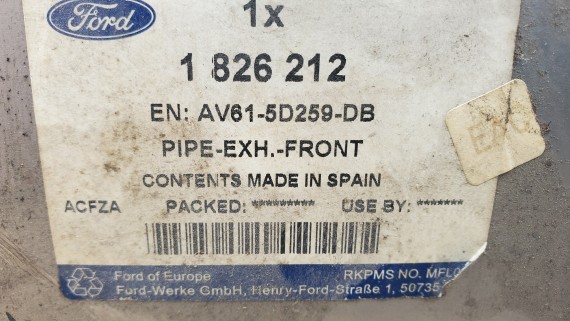 Ford
1x
1 826 212
EN: AV61-5D259-DB
PIPE-EXH.-FRONT
CONTENTS MADE IN SPAIN
ACFZA PACKED: ********* USE BY: *******
Ford of Europe RKPMS NO.
Ford-Werke GmbH, Henry-Ford-Straße 1, 50735